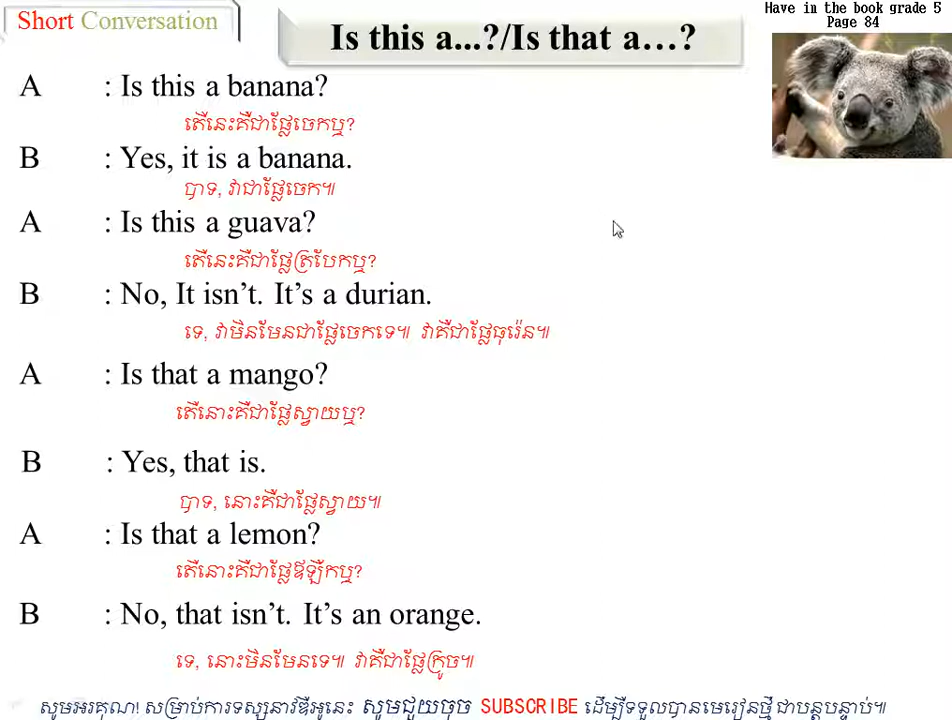 Short Conversation
Is this a...?/Is that a…?
Have in the book grade 5
Page 84
A : Is this a banana?
តើនេះគឺជាផ្លែចេកឬ?
B : Yes, it is a banana.
បាទ, វាជាផ្លែចេក៕
A : Is this a guava?
តើនេះគឺជាផ្លែត្របែកឬ?
B : No, It isn’t. It’s a durian.
ទេ, វាមិនមែនជាផ្លែចេកទេ៕ វាគឺជាផ្លែធុរ៉េន៕
A : Is that a mango?
តើនោះគឺជាផ្លែស្វាយឬ?
B : Yes, that is.
បាទ, នោះគឺជាផ្លែស្វាយ៕
A : Is that a lemon?
តើនោះគឺជាផ្លែឪឡឹកឬ?
B : No, that isn’t. It’s an orange.
ទេ, នោះមិនមែនទេ៕ វាគឺជាផ្លែក្រូច៕
សូមអរគុណ! សម្រាប់ការទស្សនាវីឌីអូនេះ សូមជួយចុច SUBSCRIBE ដើម្បីទទួលបានមេរៀនថ្មី ជាបន្តបន្ទាប់៕